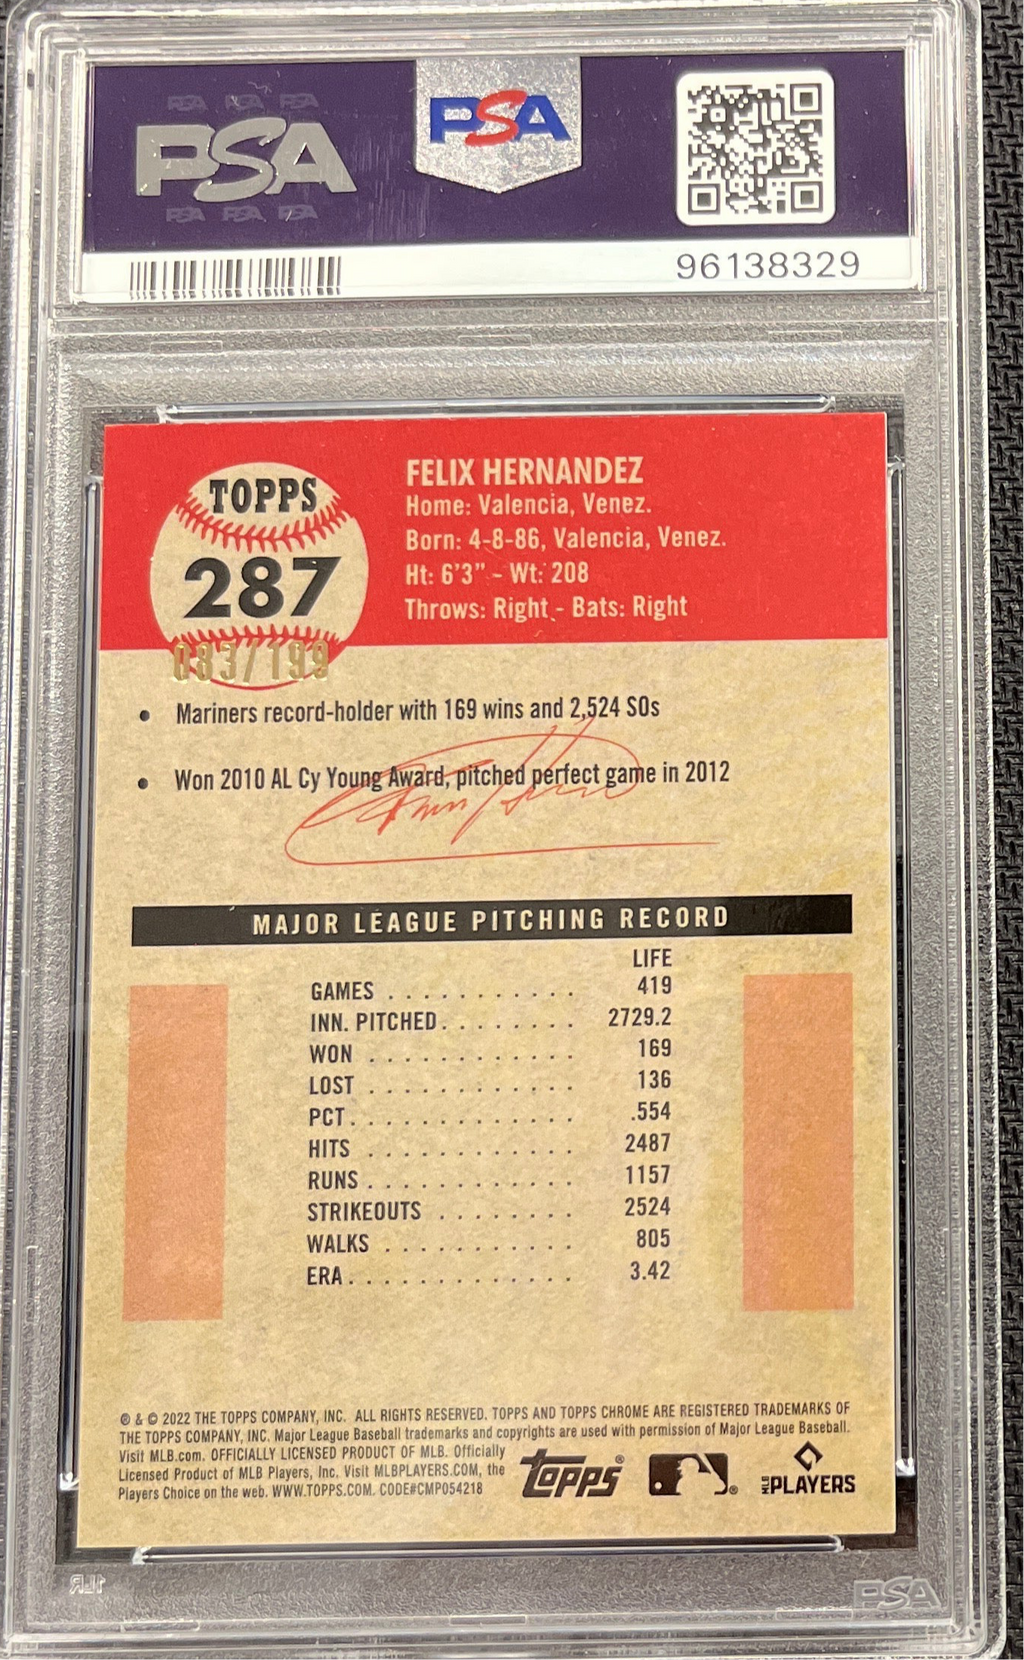 PSA PSA PSA
PSA
PSA PSA PSA
PSA
96138329
TOPPS
287
083/199
FELIX HERNANDEZ
Home: Valencia, Venez.
Born: 4-8-86, Valencia, Venez.
Ht: 6'3" - Wt: 208
Throws: Right - Bats: Right
• Mariners record-holder with 169 wins and 2,524 SOs
• Won 2010 AL Cy Young Award, pitched perfect game in 2012
MAJOR LEAGUE PITCHING RECORD
LIFE
GAMES . . . . . . . . . . . 419
INN. PITCHED . . . . . . . . 2729.2
WON . . . . . . . . . . . . 169
LOST . . . . . . . . . . . . 136
PCT. . . . . . . . . . . . . .554
HITS . . . . . . . . . . . . 2487
RUNS . . . . . . . . . . . . 1157
STRIKEOUTS . . . . . . . . 2524
WALKS . . . . . . . . . . . 805
ERA . . . . . . . . . . . . . 3.42
® & © 2022 THE TOPPS COMPANY, INC. ALL RIGHTS RESERVED. TOPPS AND TOPPS CHROME ARE REGISTERED TRADEMARKS OF
THE TOPPS COMPANY, INC. Major League Baseball trademarks and copyrights are used with permission of Major League Baseball.
Visit MLB.com. OFFICIALLY LICENSED PRODUCT OF MLB. Officially
Licensed Product of MLB Players, Inc. Visit MLBPLAYERS.COM, the
Players Choice on the web. WWW.TOPPS.COM. CODE#CMP054218
Topps®
MLB PLAYERS
PSA